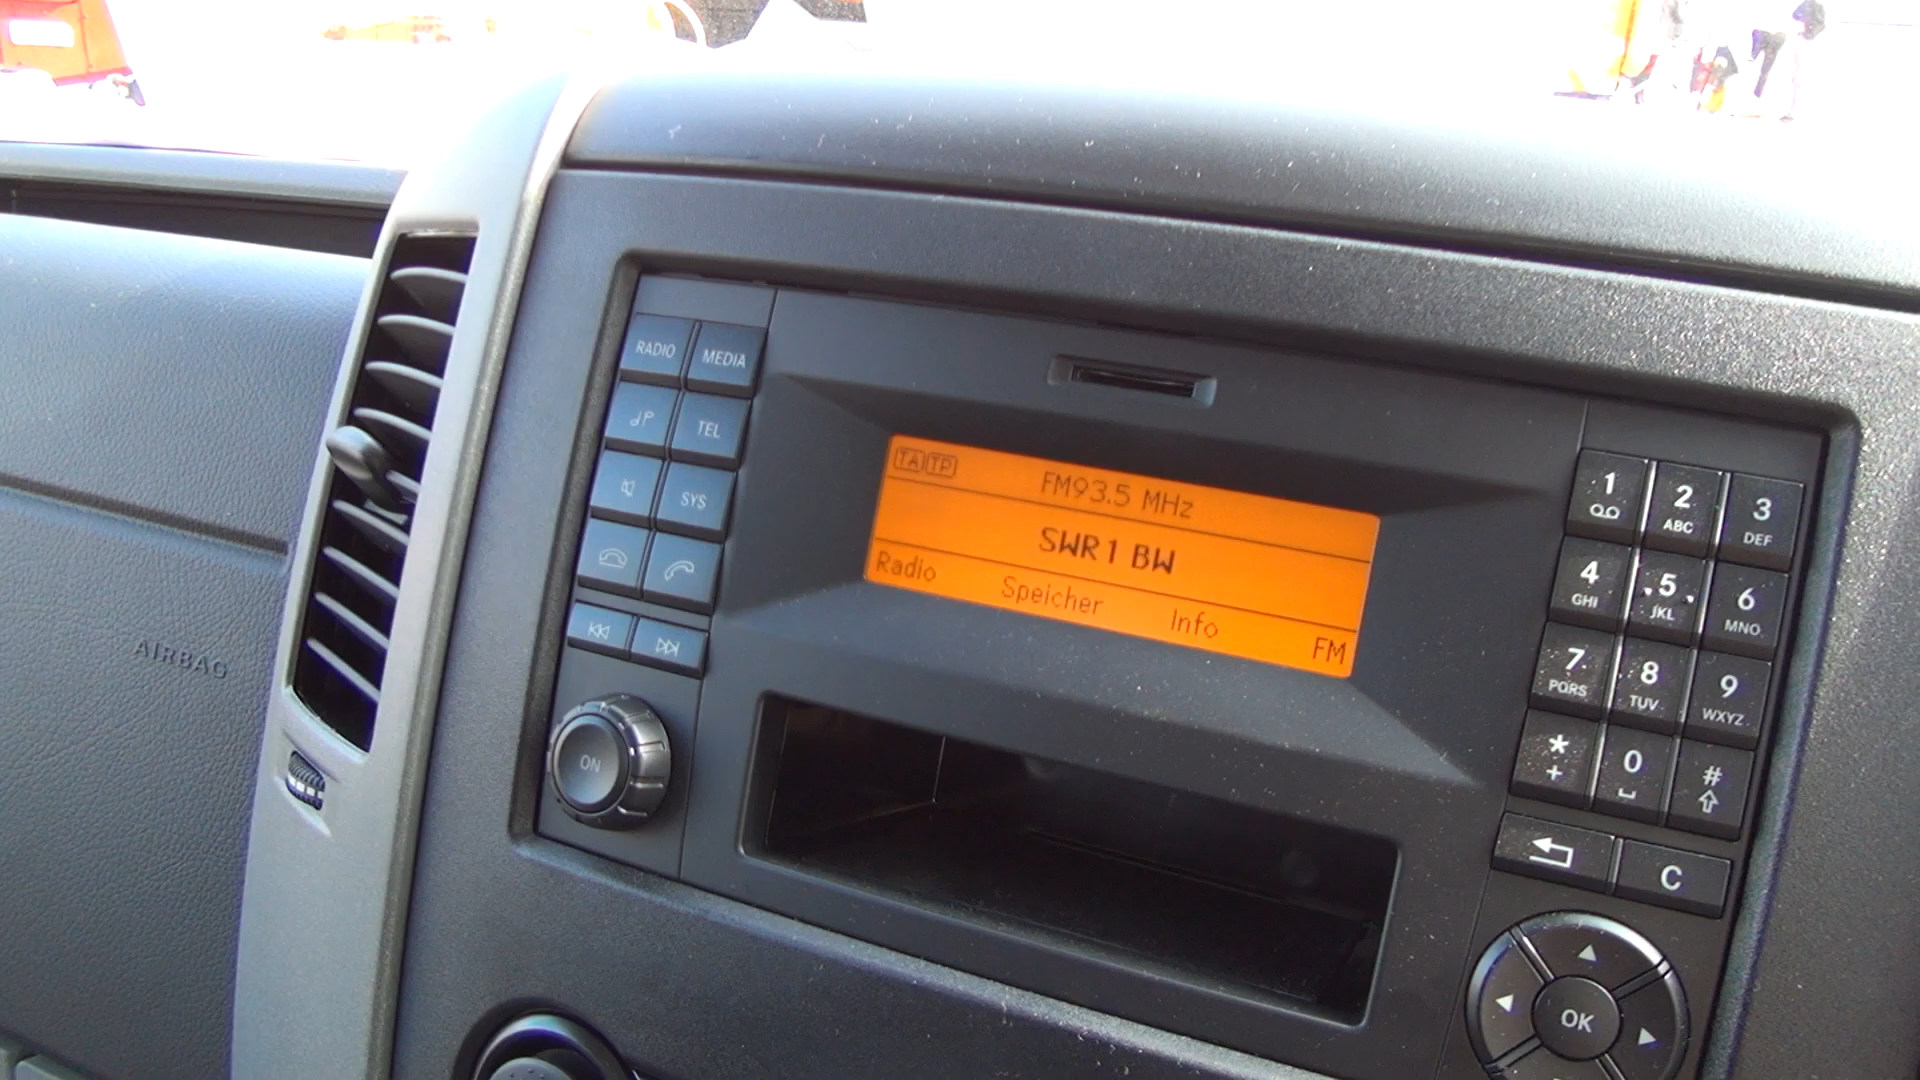 AIRBAG
RADIO MEDIA
TEL
SYS
ON
TA TP
FM93.5 MHz
SWR1 BW
Radio Speicher Info FM
1 2 ABC 3 DEF
4 GHI 5 JKL 6 MNO
7 PQRS 8 TUV 9 WXYZ
* + 0 #
C
OK